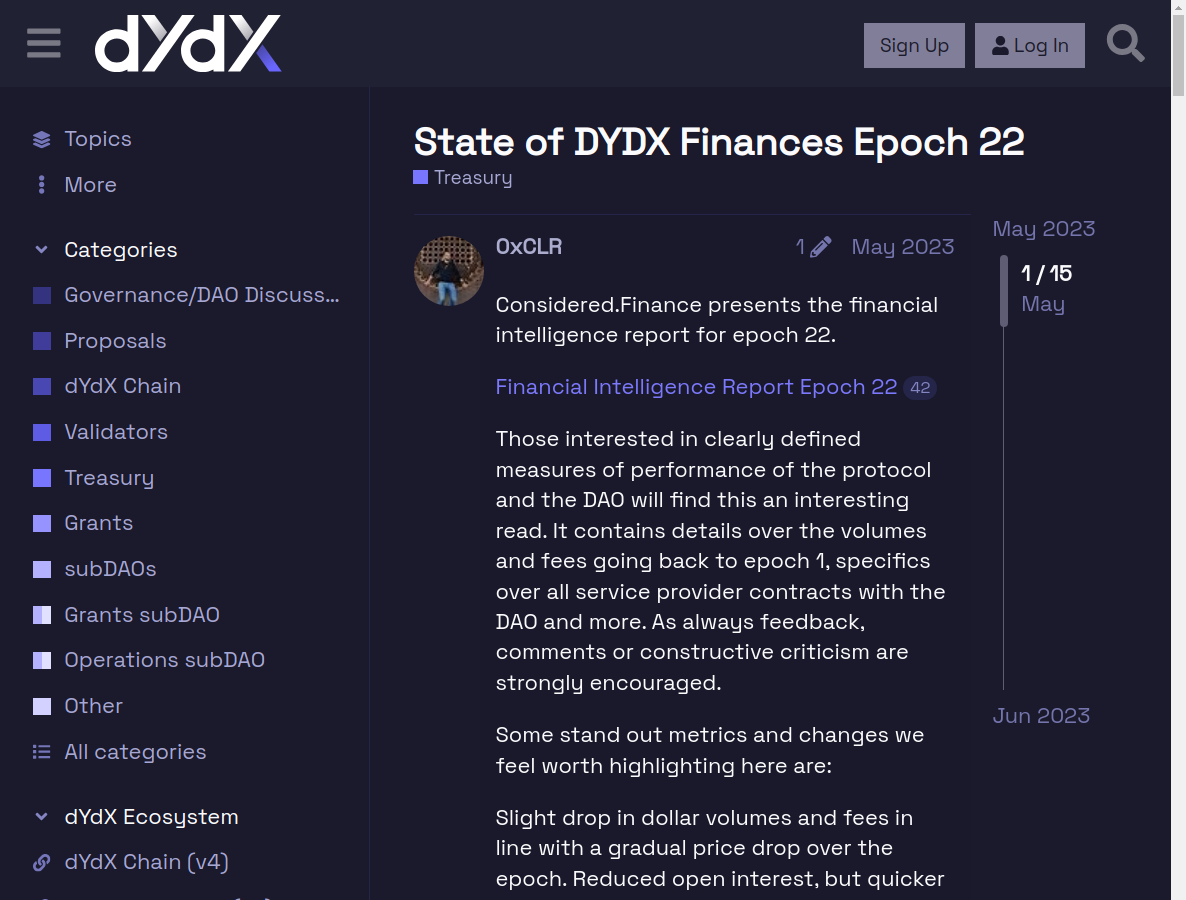 dYdX
Sign Up
Log In
Topics
More
Categories
Governance/DAO Discuss...
Proposals
dYdX Chain
Validators
Treasury
Grants
subDAOs
Grants subDAO
Operations subDAO
Other
All categories
dYdX Ecosystem
dYdX Chain (v4)
State of DYDX Finances Epoch 22
Treasury
0xCLR
1
May 2023
Considered.Finance presents the financial
intelligence report for epoch 22.
Financial Intelligence Report Epoch 22 42
Those interested in clearly defined
measures of performance of the protocol
and the DAO will find this an interesting
read. It contains details over the volumes
and fees going back to epoch 1, specifics
over all service provider contracts with the
DAO and more. As always feedback,
comments or constructive criticism are
strongly encouraged.
Some stand out metrics and changes we
feel worth highlighting here are:
Slight drop in dollar volumes and fees in
line with a gradual price drop over the
epoch. Reduced open interest, but quicker
May 2023
1 / 15
May
Jun 2023